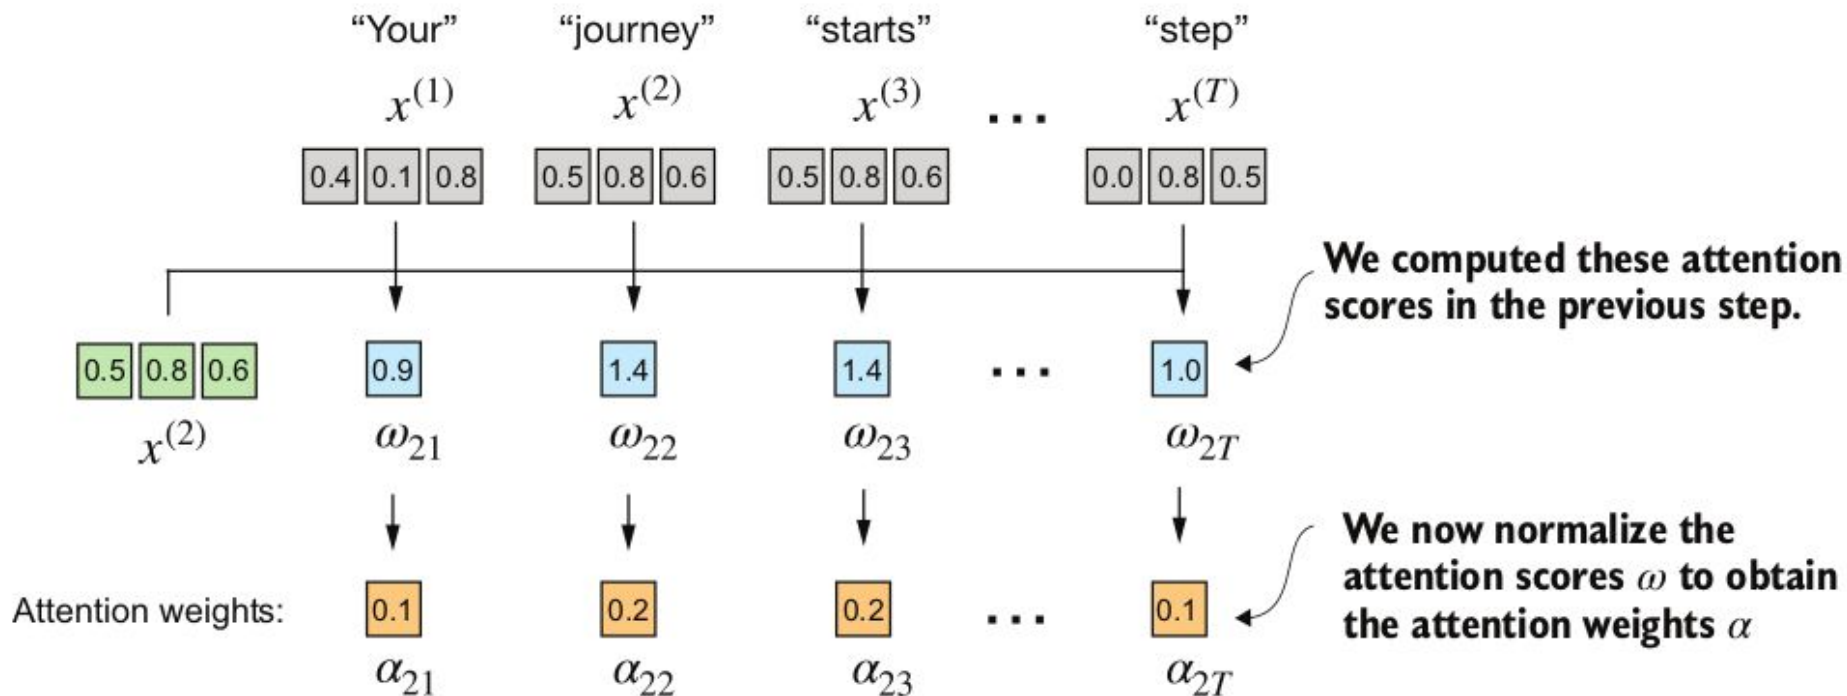 “Your” “journey” “starts” “step”
x(1) x(2) x(3) ... x(T)
0.4 0.1 0.8 0.5 0.8 0.6 0.5 0.8 0.6 0.0 0.8 0.5
We computed these attention
scores in the previous step.
0.5 0.8 0.6 0.9 1.4 1.4 ... 1.0
x(2) ω21 ω22 ω23 ω2T
We now normalize the
attention scores ω to obtain
the attention weights α
Attention weights: 0.1 0.2 0.2 ... 0.1
α21 α22 α23 α2T